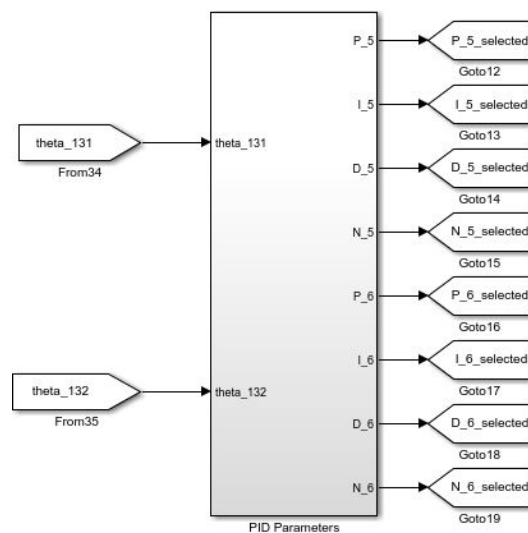 P_5
P_5_selected
Goto12
I_5
I_5_selected
Goto13
theta_131
theta_131
From34
D_5
D_5_selected
Goto14
N_5
N_5_selected
Goto15
P_6
P_6_selected
Goto16
I_6
I_6_selected
Goto17
theta_132
theta_132
From35
D_6
D_6_selected
Goto18
N_6
N_6_selected
Goto19
PID Parameters